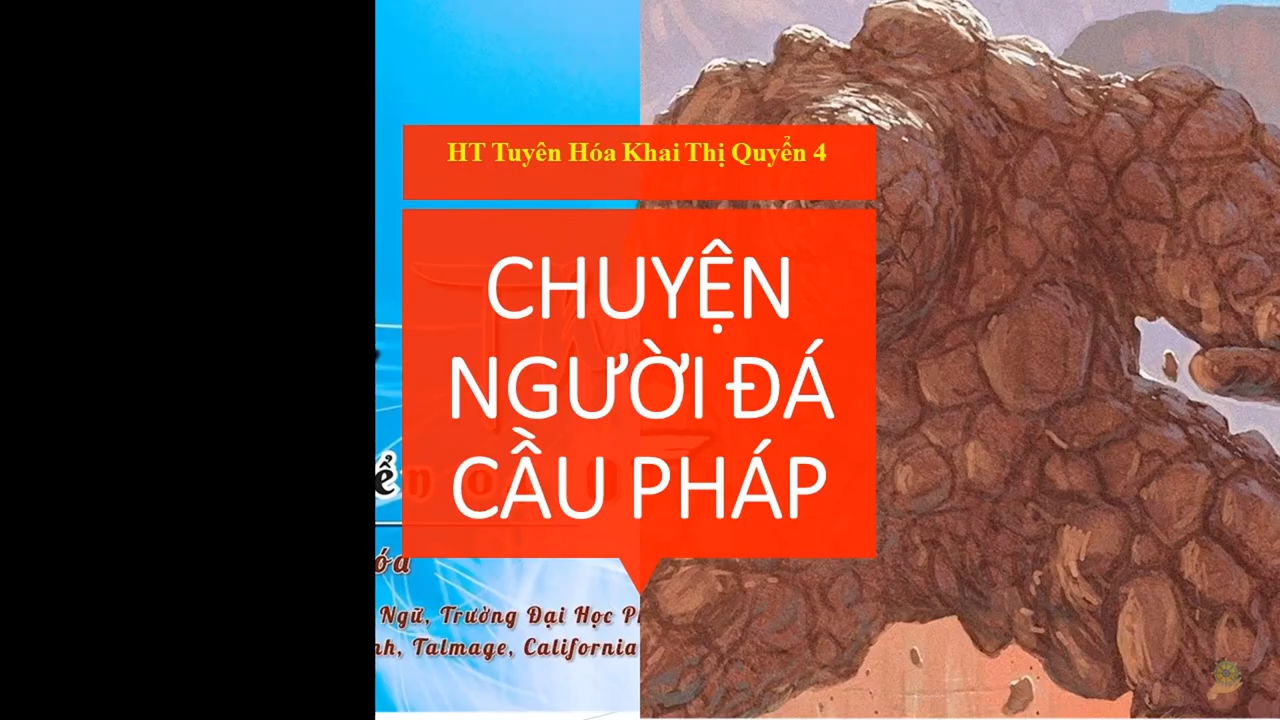 HT Tuyên Hóa Khai Thị Quyển 4
CHUYỆN
NGƯỜI ĐÁ
CẦU PHÁP
Ngữ, Trường Đại Học
Talmage, California